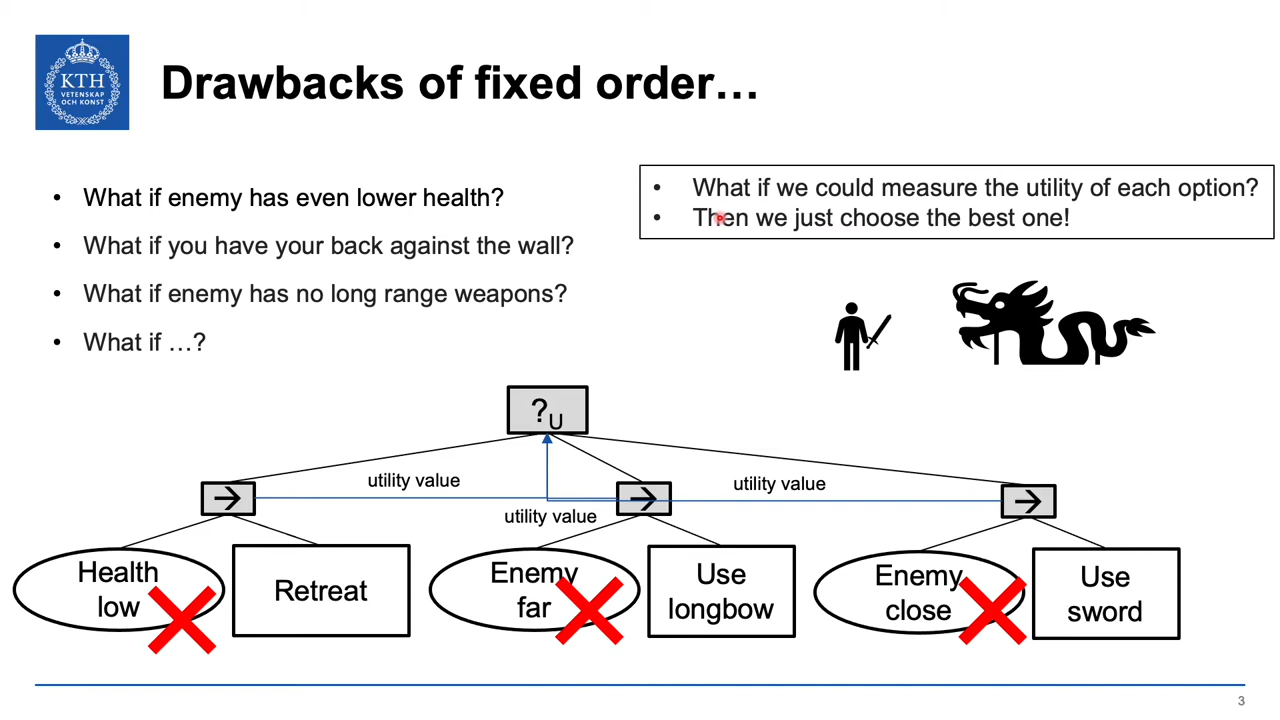 KTH
VETENSKAP
OCH KONST
Drawbacks of fixed order…
• What if enemy has even lower health?
• What if you have your back against the wall?
• What if enemy has no long range weapons?
• What if …?
• What if we could measure the utility of each option?
• Then we just choose the best one!
?U
utility value
utility value
utility value
→
→
→
Health
low
Retreat
Enemy
far
Use
longbow
Enemy
close
Use
sword
3